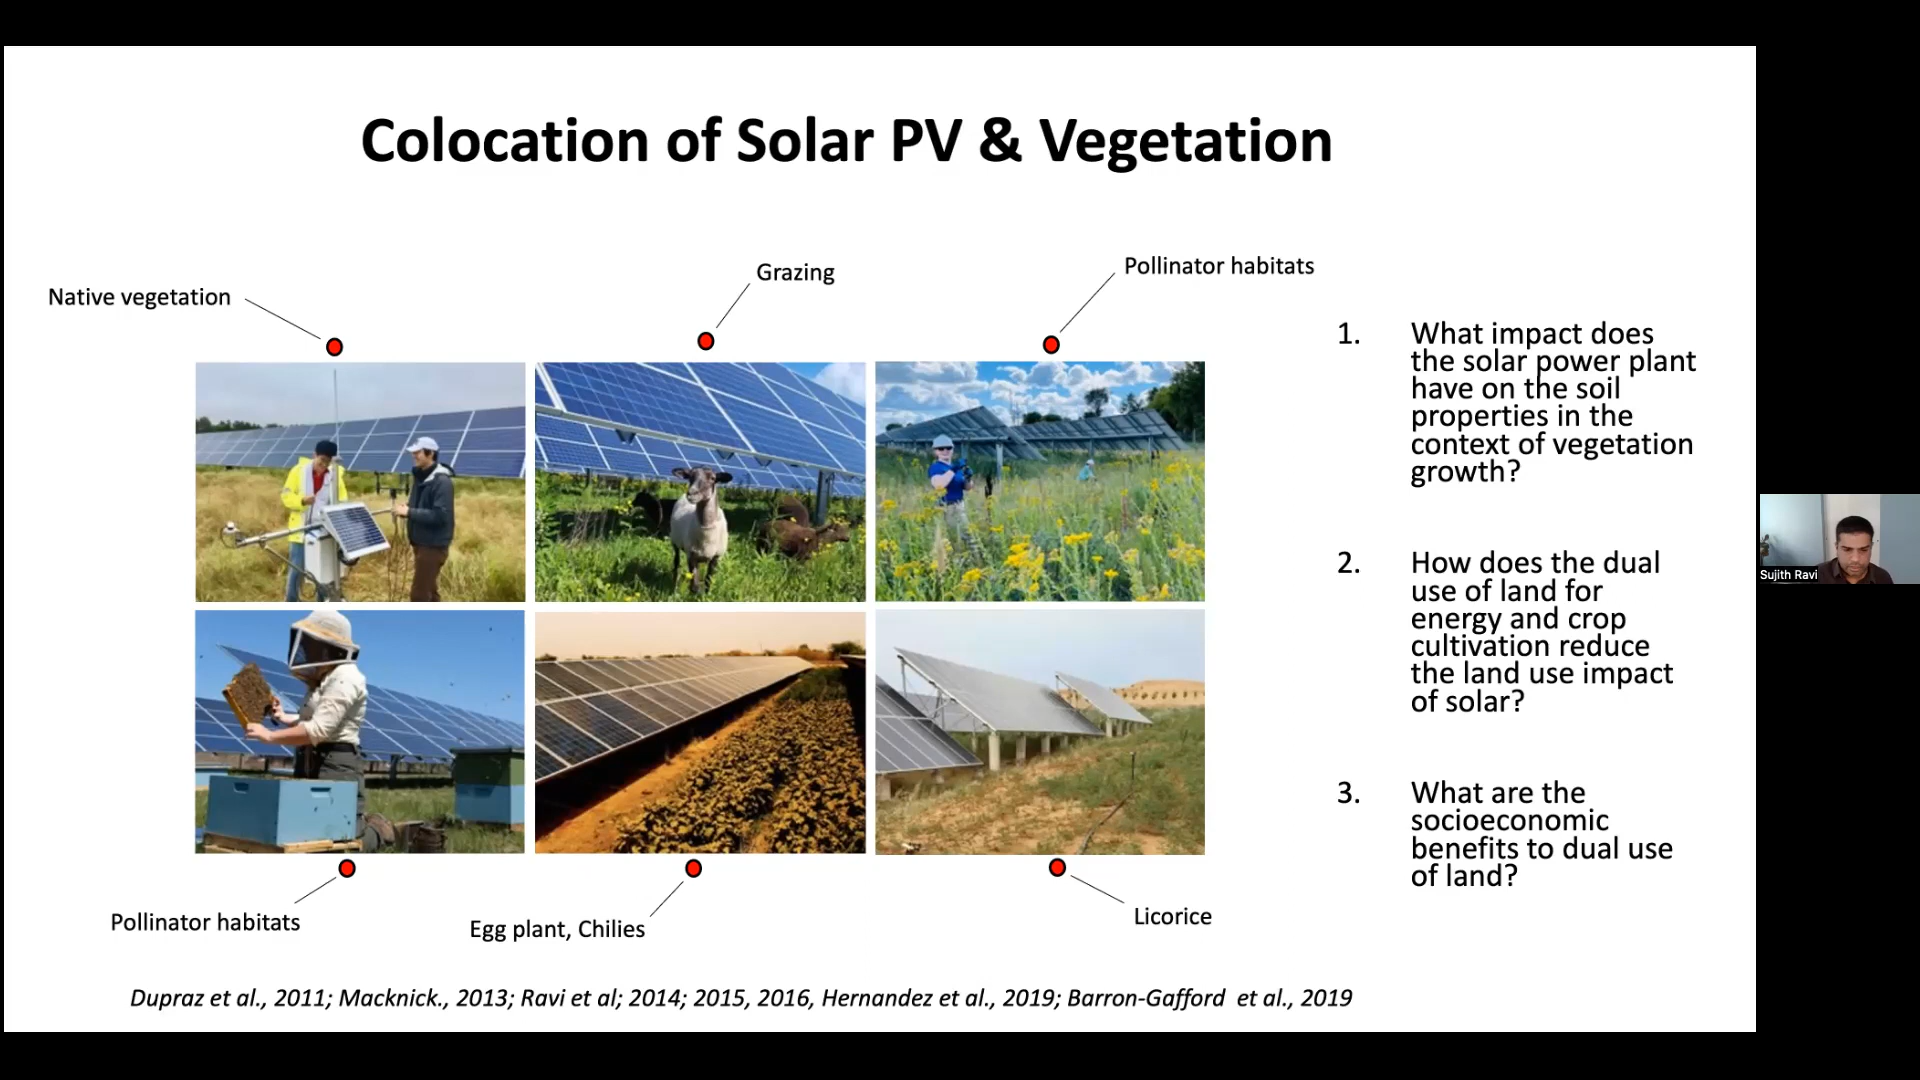 Colocation of Solar PV & Vegetation
Native vegetation
Grazing
Pollinator habitats
Pollinator habitats
Egg plant, Chilies
Licorice
1. What impact does
the solar power plant
have on the soil
properties in the
context of vegetation
growth?
2. How does the dual
use of land for
energy and crop
cultivation reduce
the land use impact
of solar?
3. What are the
socioeconomic
benefits to dual use
of land?
Dupraz et al., 2011; Macknick., 2013; Ravi et al; 2014; 2015, 2016, Hernandez et al., 2019; Barron-Gafford et al., 2019
Sujith Ravi